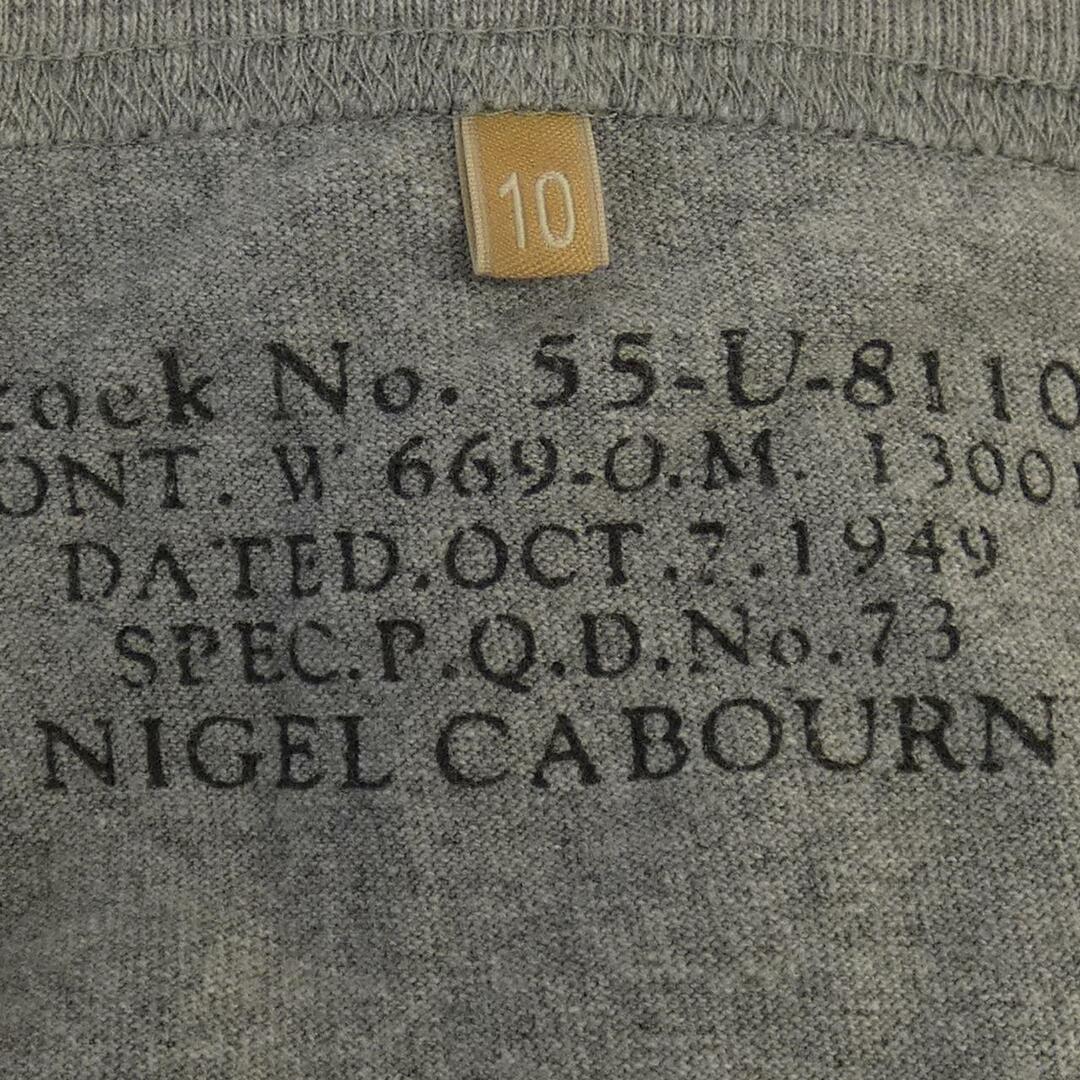 10
tock No. 55-U-8110
ONT. W 669.O.M. 1300
DATED.OCT.7.1949
SPEC.P.Q.D.No.73
NIGEL CABOURN